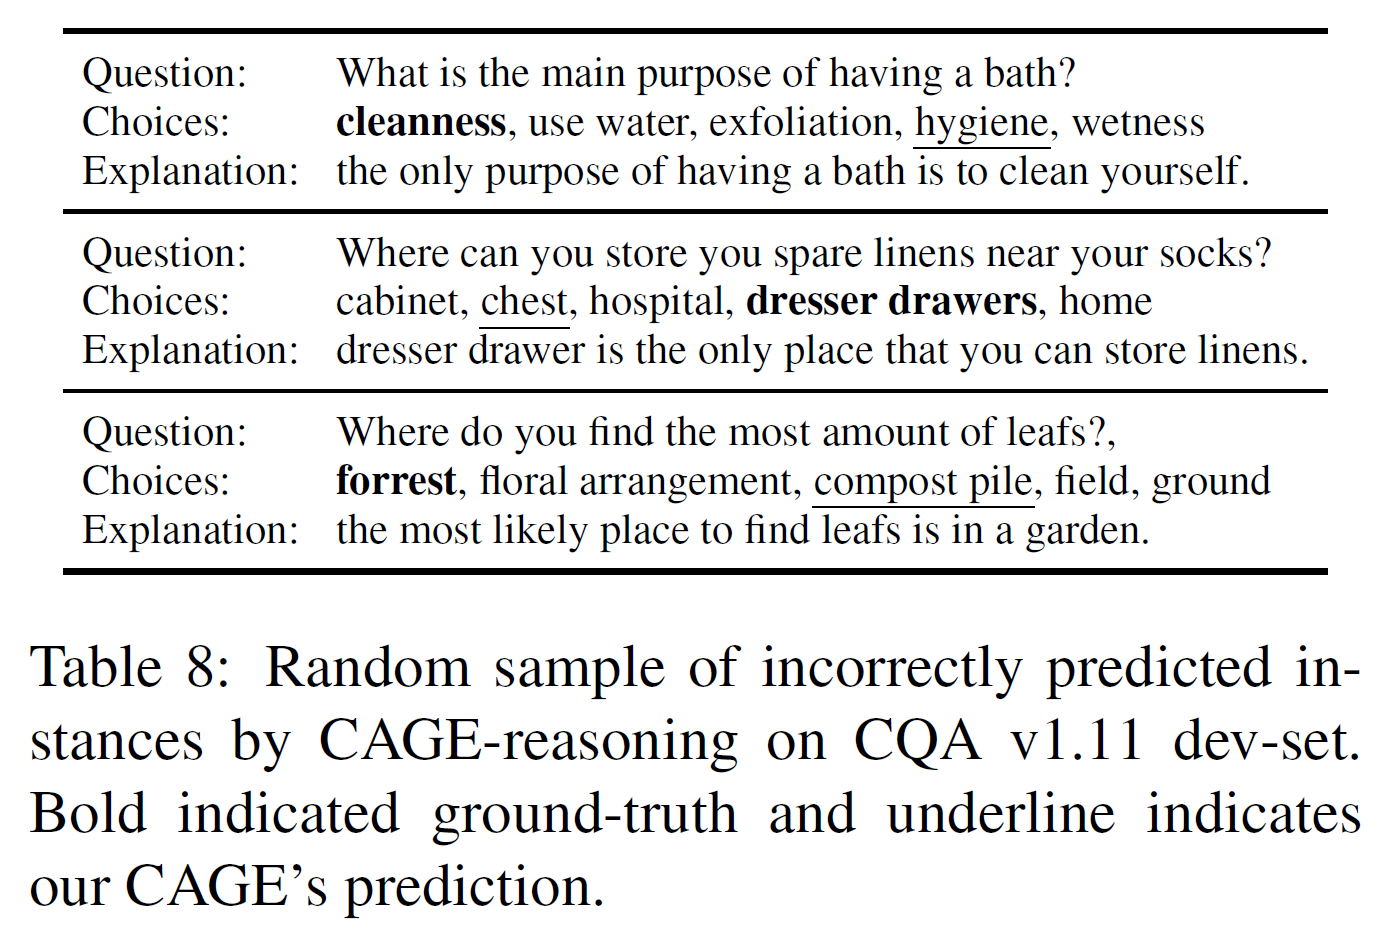 Question: What is the main purpose of having a bath?
Choices: cleanness, use water, exfoliation, hygiene, wetness
Explanation: the only purpose of having a bath is to clean yourself.
Question: Where can you store you spare linens near your socks?
Choices: cabinet, chest, hospital, dresser drawers, home
Explanation: dresser drawer is the only place that you can store linens.
Question: Where do you find the most amount of leafs?,
Choices: forrest, floral arrangement, compost pile, field, ground
Explanation: the most likely place to find leafs is in a garden.
Table 8: Random sample of incorrectly predicted in-
stances by CAGE-reasoning on CQA v1.11 dev-set.
Bold indicated ground-truth and underline indicates
our CAGE’s prediction.